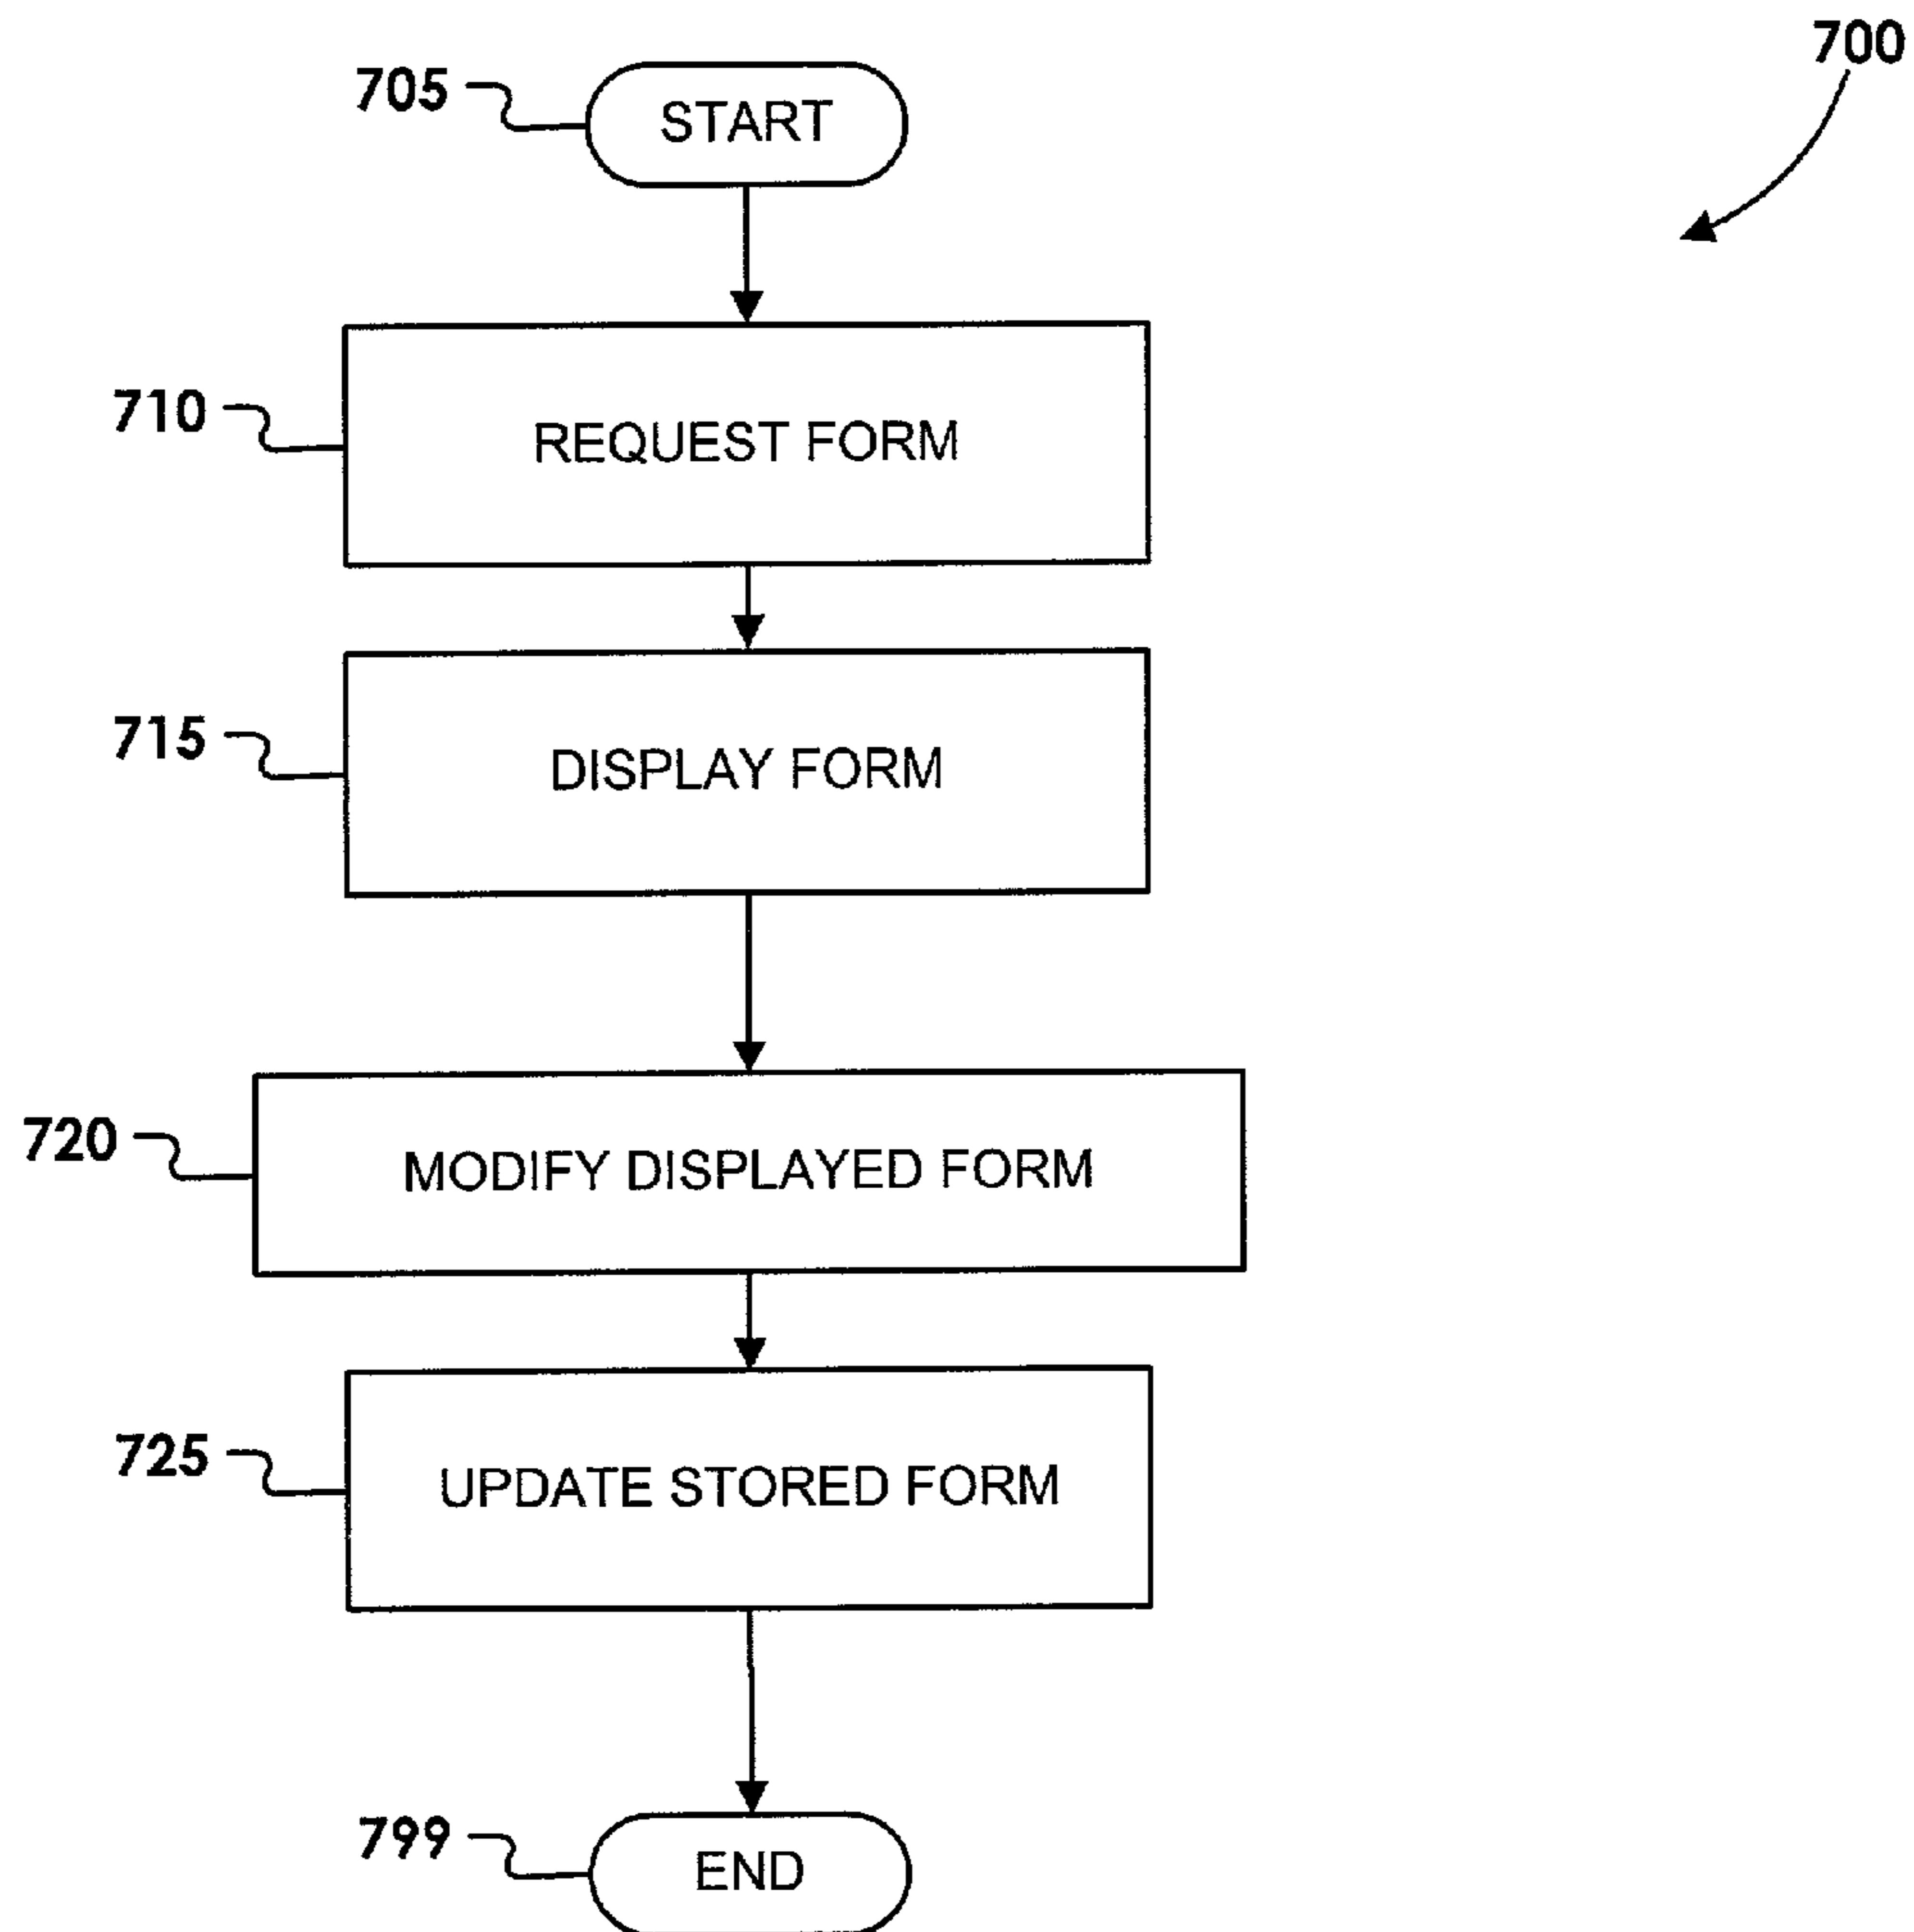 700
705
START
710
REQUEST FORM
715
DISPLAY FORM
720
MODIFY DISPLAYED FORM
725
UPDATE STORED FORM
799
END